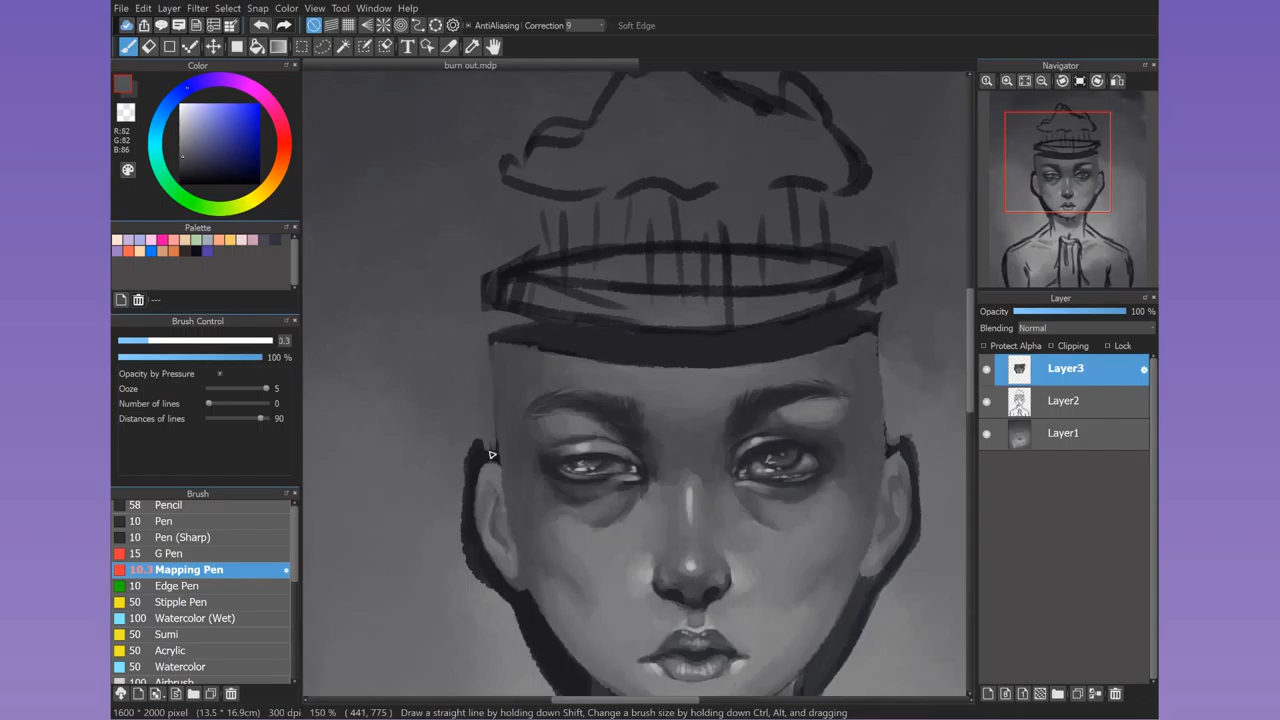 File Edit Layer Filter Select Snap Color View Tool Window Help
AntiAliasing Correction 9 Soft Edge
Color
burn out.mdp
Navigator
R:82
G:82
B:86
Palette
---
Brush Control
0.3
100 %
Opacity by Pressure
Ooze 5
Number of lines 0
Distances of lines 90
Brush
58 Pencil
10 Pen
10 Pen (Sharp)
15 G Pen
10.3 Mapping Pen
10 Edge Pen
50 Stipple Pen
100 Watercolor (Wet)
50 Sumi
50 Acrylic
50 Watercolor
100 Airbrush
Layer
Opacity 100 %
Blending Normal
Protect Alpha Clipping Lock
Layer3
Layer2
Layer1
1600 * 2000 pixel (13.5 * 16.9cm) 300 dpi 150 % ( 441, 775 ) Draw a straight line by holding down Shift, Change a brush size by holding down Ctrl, Alt, and dragging